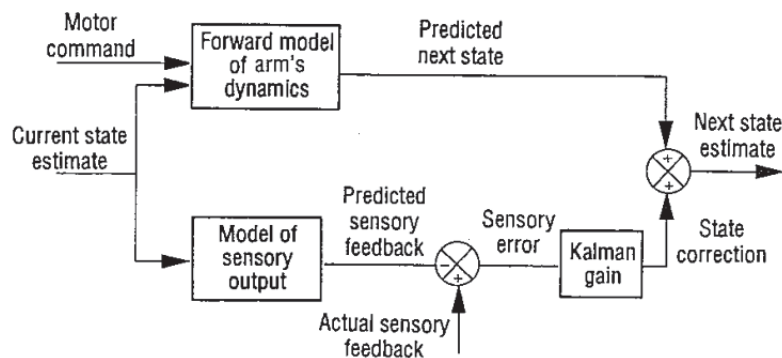 Motor
command
Forward model
of arm's
dynamics
Predicted
next state
Current state
estimate
+
+
Next state
estimate
Model of
sensory
output
Predicted
sensory
feedback
-
+
Sensory
error
Kalman
gain
State
correction
Actual sensory
feedback